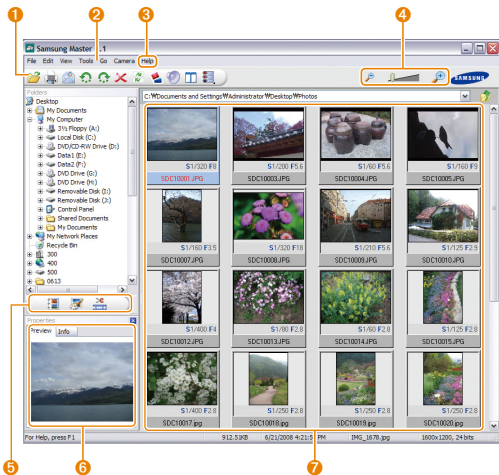 2
3
4
1
Samsung Master
.1
File Edit View Tools Go Camera Help
SAMSUNG
Folders
C:₩Documents and Settings₩Administrator₩Desktop₩Photos
Desktop
My Documents
My Computer
3½ Floppy (A:)
Local Disk (C:)
DVD/CD-RW Drive (D:)
Data1 (E:)
Data2 (F:)
DVD Drive (G:)
DVD Drive (H:)
Removable Disk (I:)
Removable Disk (J:)
Control Panel
Shared Documents
My Documents
My Network Places
Recycle Bin
300
400
500
0613
S1/320 F8
S1/200 F5.6
S1/60 F5.6
S1/160 F9
SDC10001.JPG
SDC10003.JPG
SDC10004.JPG
SDC10005.JPG
S1/160 F3.5
S1/320 F18
S1/210 F5.6
S1/125 F2.9
SDC10007.JPG
SDC10008.JPG
SDC10009.JPG
SDC10010.JPG
S1/400 F4
S1/80 F2.8
S1/60 F2.8
S1/125 F2.8
SDC10012.JPG
SDC10013.JPG
SDC10014.JPG
SDC10015.JPG
S1/400 F2.8
S1/250 F2.8
S1/250 F2.8
S1/250 F2.8
SDC10017.jpg
SDC10018.jpg
SDC10019.jpg
SDC10020.jpg
Properties
Preview Info
For Help, press F1
912.51KB
6/21/2008 4:21:5
PM
IMG_1678.jpg
1600x1200, 24 bits
5
6
7